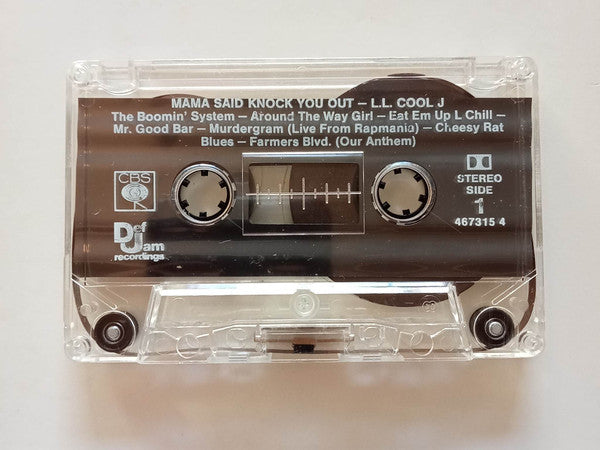 MAMA SAID KNOCK YOU OUT – L.L. COOL J
The Boomin' System – Around The Way Girl – Eat Em Up L Chill –
Mr. Good Bar – Murdergram (Live From Rapmania) – Cheesy Rat
Blues – Farmers Blvd. (Our Anthem)
CBS
STEREO
SIDE
1
467315 4
Def
Jam
recordings